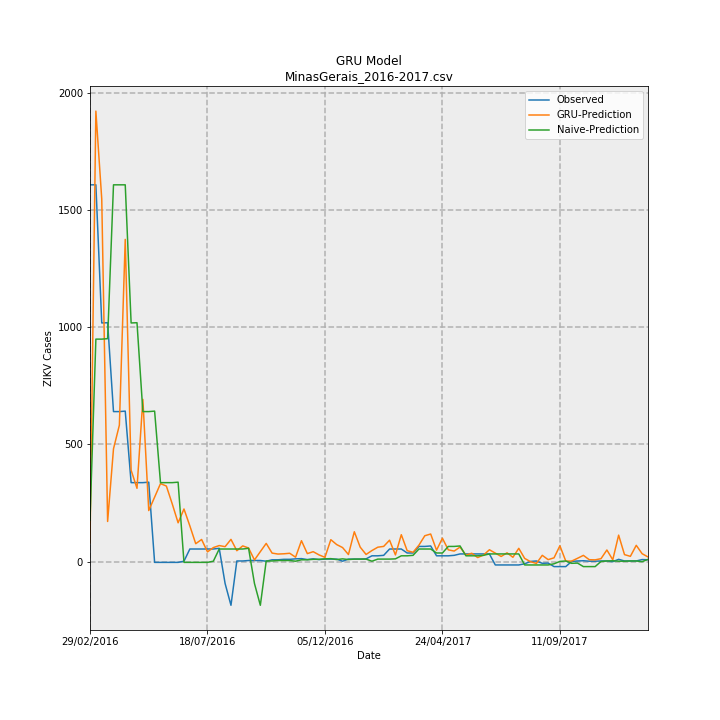 GRU Model
MinasGerais_2016-2017.csv
Observed
GRU-Prediction
Naive-Prediction
2000
1500
1000
500
0
ZIKV Cases
29/02/2016 18/07/2016 05/12/2016 24/04/2017 11/09/2017
Date